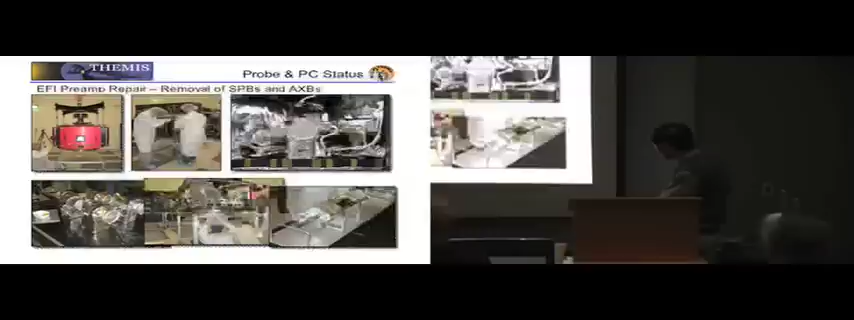 THEMIS
Probe & PC Status
EFI Preamp Repair – Removal of SPBs and AXBs